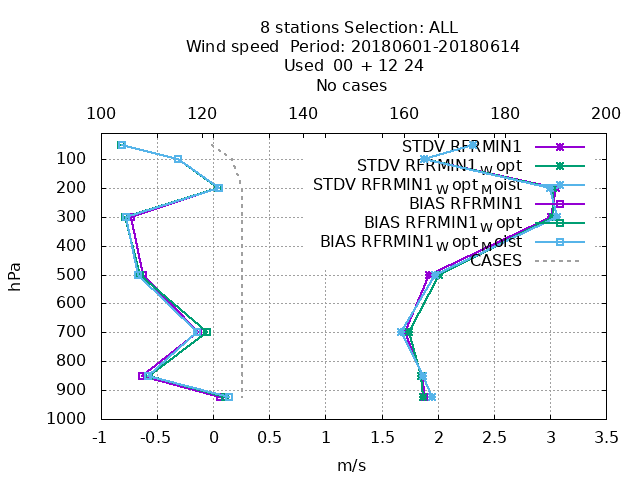 8 stations Selection: ALL
Wind speed  Period: 20180601-20180614
Used  00 + 12 24
No cases
100 120 140 160 180 200
STDV RFRMIN1
STDV RFRMIN1_W opt
STDV RFRMIN1_W opt_M oist
BIAS RFRMIN1
BIAS RFRMIN1_W opt
BIAS RFRMIN1_W opt_M oist
CASES
100
200
300
400
500
600
700
800
900
1000
hPa
-1 -0.5 0 0.5 1 1.5 2 2.5 3 3.5
m/s